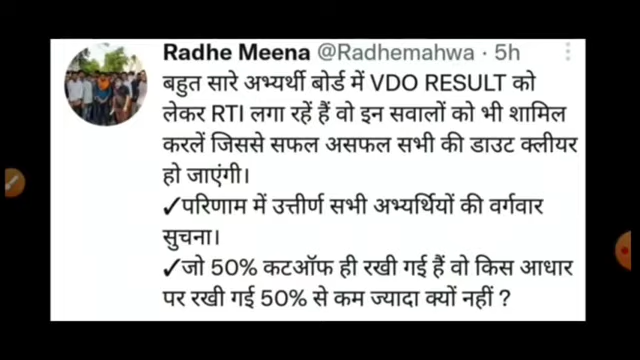 Radhe Meena @Radhemahwa · 5h
बहुत सारे अभ्यर्थी बोर्ड में VDO RESULT को
लेकर RTI लगा रहें हैं वो इन सवालों को भी शामिल
करलें जिससे सफल असफल सभी की डाउट क्लीयर
हो जाएंगी।
✓परिणाम में उत्तीर्ण सभी अभ्यर्थियों की वर्गवार
सुचना।
✓जो 50% कटऑफ ही रखी गई हैं वो किस आधार
पर रखी गई 50% से कम ज्यादा क्यों नहीं ?